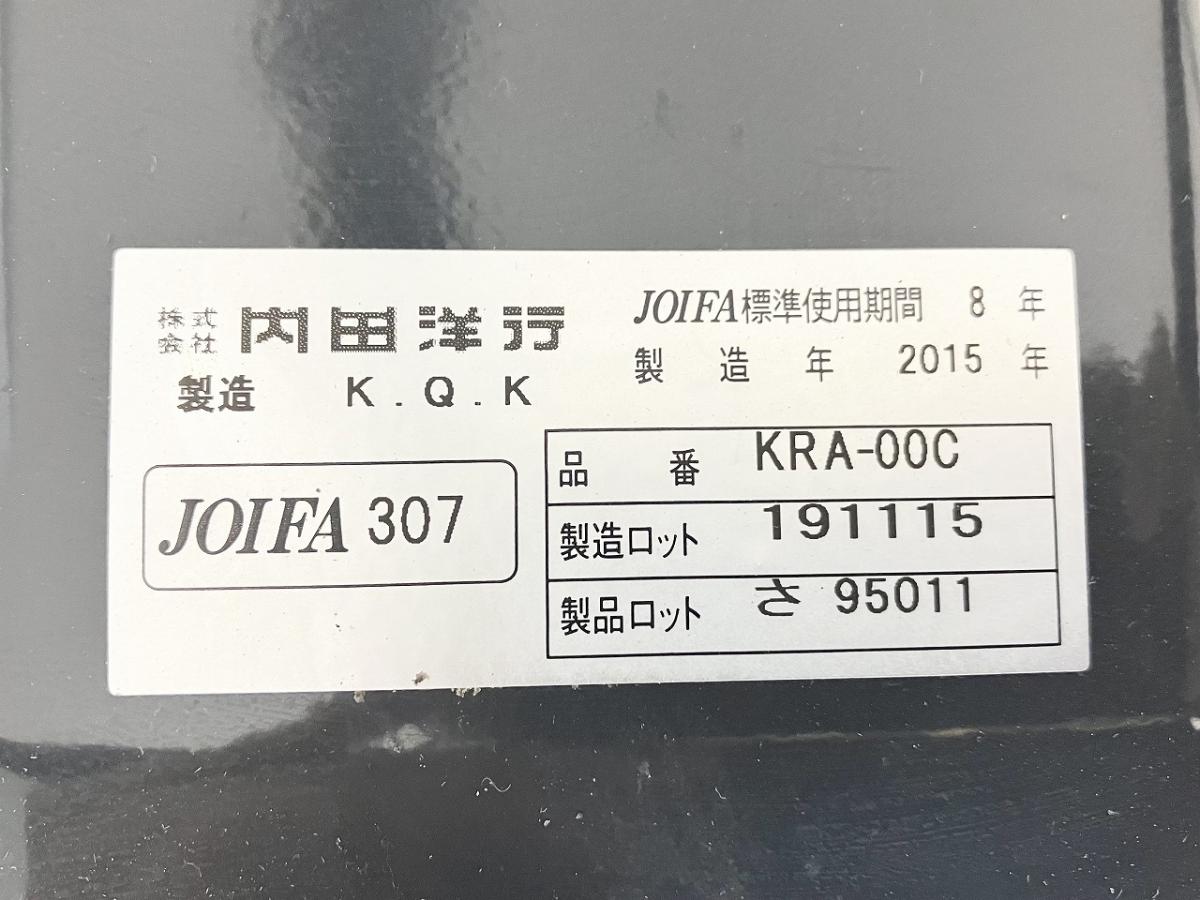 株式会社 内田洋行
製造 K.Q.K
JOIFA 307
JOIFA標準使用期間 8 年
製造年 2015 年
品番 KRA-00C
製造ロット 191115
製品ロット さ 95011